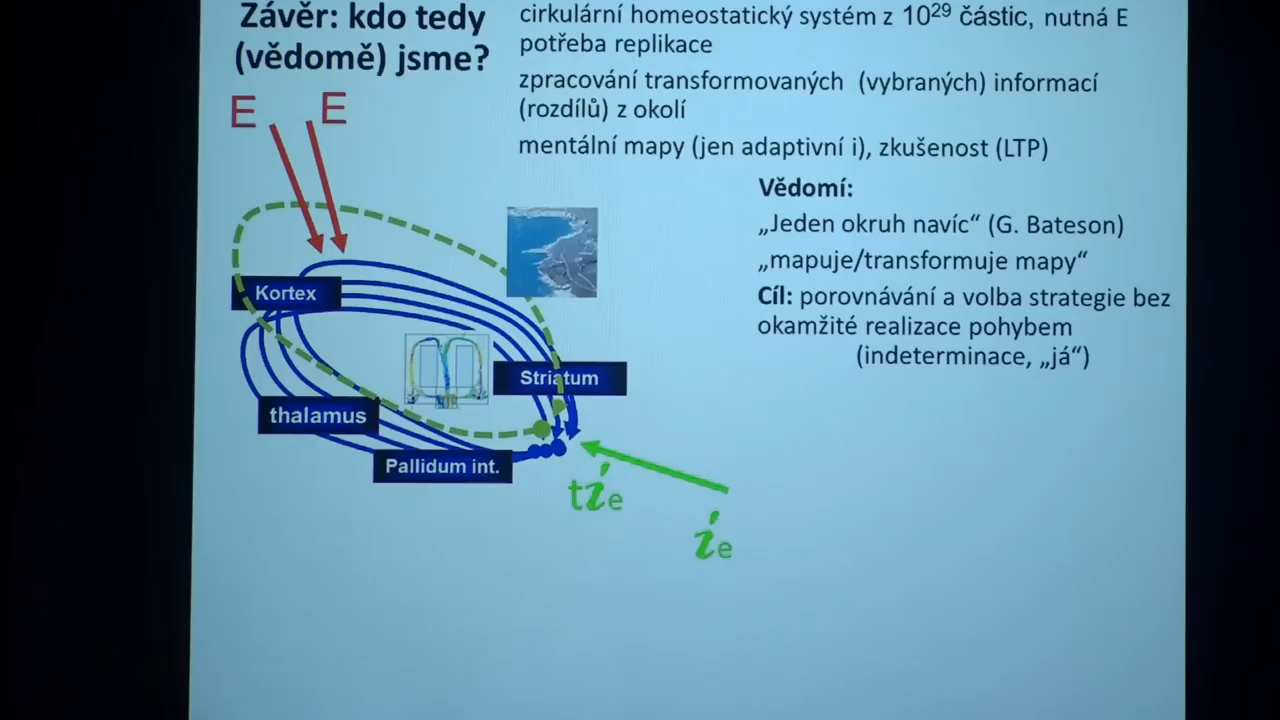 Závěr: kdo tedy
(vědomě) jsme?
cirkulární homeostatický systém z 10²⁹ částic, nutná E
potřeba replikace
zpracování transformovaných (vybraných) informací
(rozdílů) z okolí
mentální mapy (jen adaptivní i), zkušenost (LTP)
E
E
Vědomí:
„Jeden okruh navíc“ (G. Bateson)
„mapuje/transformuje mapy“
Cíl: porovnávání a volba strategie bez
okamžité realizace pohybem
(indeterminace, „já“)
Kortex
Striatum
thalamus
Pallidum int.
tie
ie